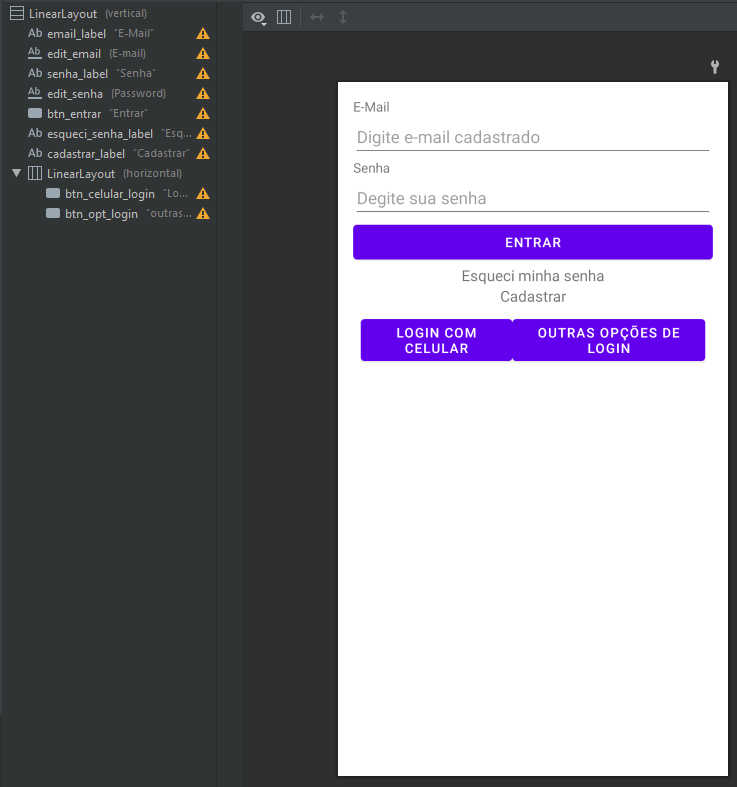 LinearLayout (vertical)
Ab email_label "E-Mail"
Ab edit_email (E-mail)
Ab senha_label "Senha"
Ab edit_senha (Password)
btn_entrar "Entrar"
Ab esqueci_senha_label "Esq...
Ab cadastrar_label "Cadastrar"
LinearLayout (horizontal)
btn_celular_login "Lo...
btn_opt_login "outras...
E-Mail
Digite e-mail cadastrado
Senha
Degite sua senha
ENTRAR
Esqueci minha senha
Cadastrar
LOGIN COM
CELULAR
OUTRAS OPÇÕES DE
LOGIN